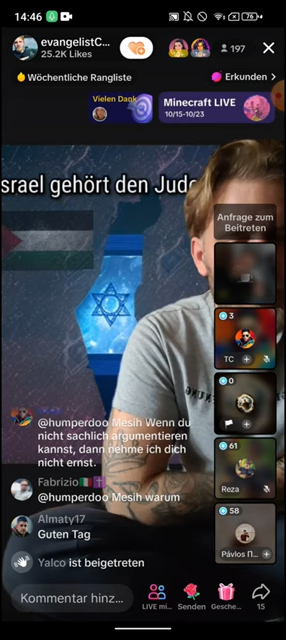 14:46
76
evangelistC...
25.2K Likes
197
Wöchentliche Rangliste
Erkunden >
Vielen Dank
Minecraft LIVE
10/15-10/23
srael gehört den Jud
Anfrage zum
Beitreten
3
TC
0
@humperdoo Mesih Wenn du
nicht sachlich argumentieren
kannst, dann nehme ich dich
nicht ernst.
61
Reza
Fabrizio
@humperdoo Mesih warum
58
Almaty17
Guten Tag
Pávlos Π...
Yalco ist beigetreten
Kommentar hinz...
LIVE mi...
Senden
Gesche...
15